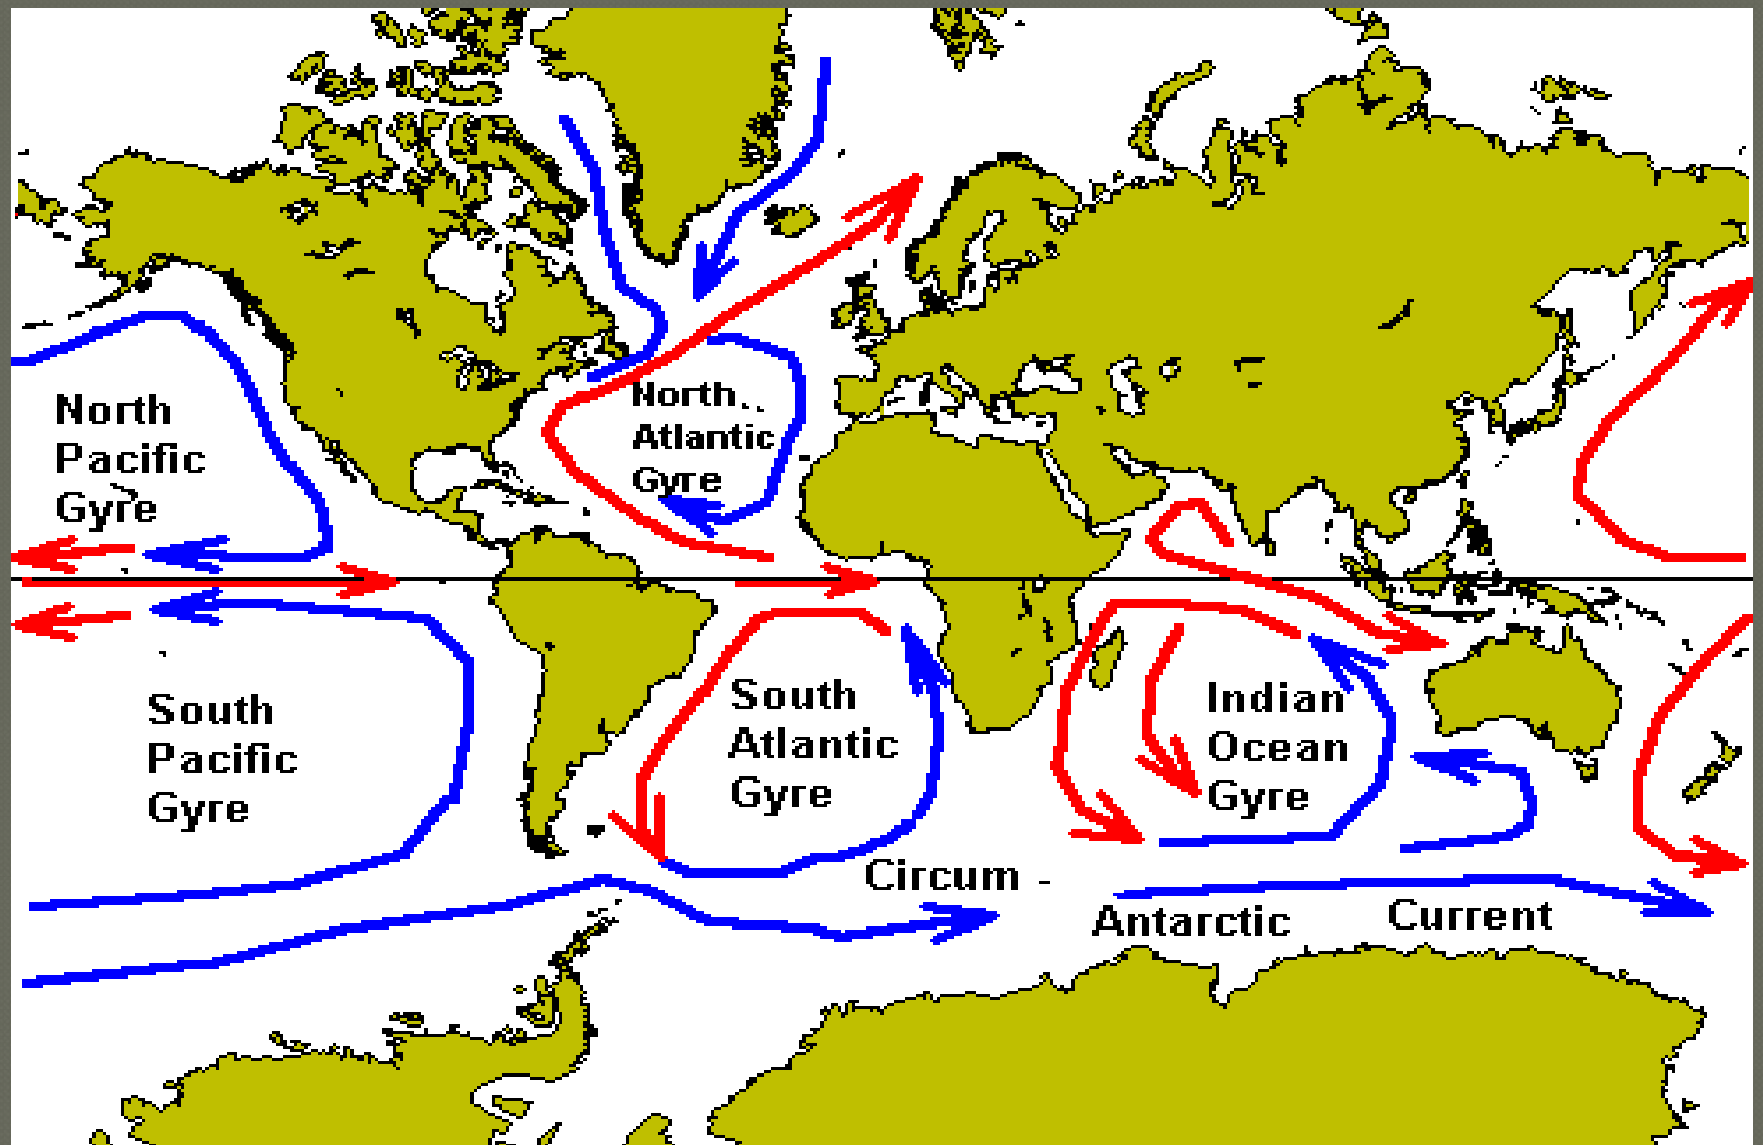 North
Pacific
Gyre
North
Atlantic
Gyre
South
Pacific
Gyre
South
Atlantic
Gyre
Indian
Ocean
Gyre
Circum -
Antarctic
Current